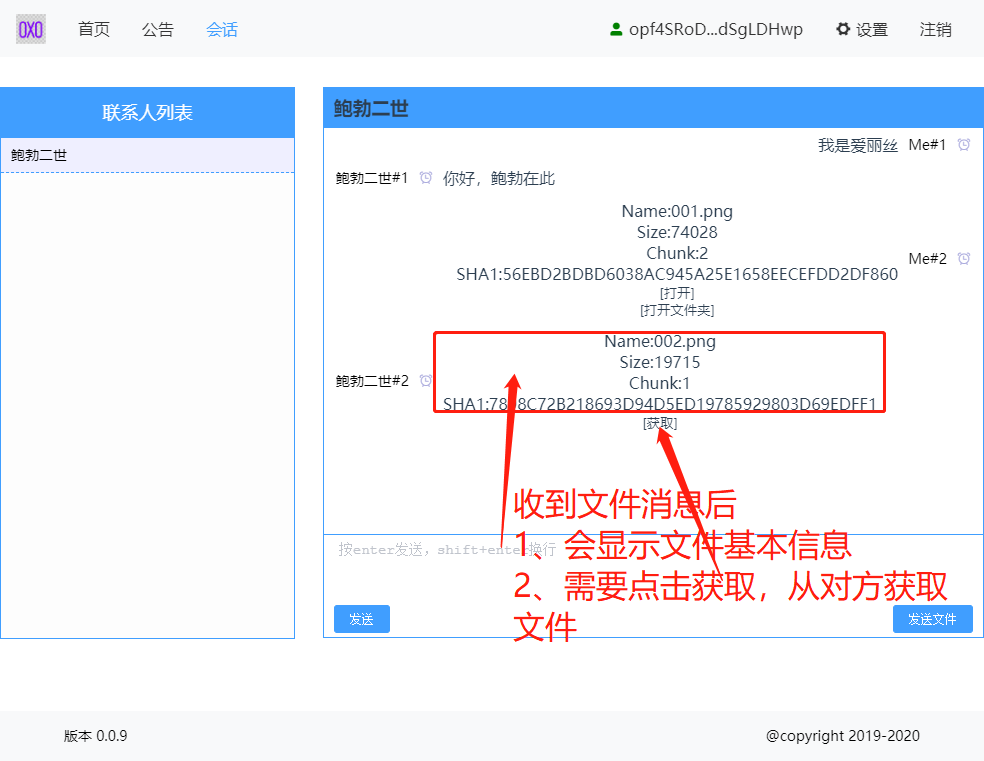 OXO 首页 公告 会话 opf4SRoD...dSgLDHwp 设置 注销
联系人列表
鲍勃二世
鲍勃二世
我是爱丽丝 Me#1
鲍勃二世#1 你好，鲍勃在此
Name:001.png
Size:74028
Chunk:2
SHA1:56EBD2BDBD6038AC945A25E1658EECEFDD2DF860
Me#2
[打开]
[打开文件夹]
Name:002.png
Size:19715
Chunk:1
鲍勃二世#2
[获取]
收到文件消息后
1、会显示文件基本信息
2、需要点击获取，从对方获取
文件
按enter发送，shift+enter换行
发送
发送文件
版本 0.0.9
@copyright 2019-2020